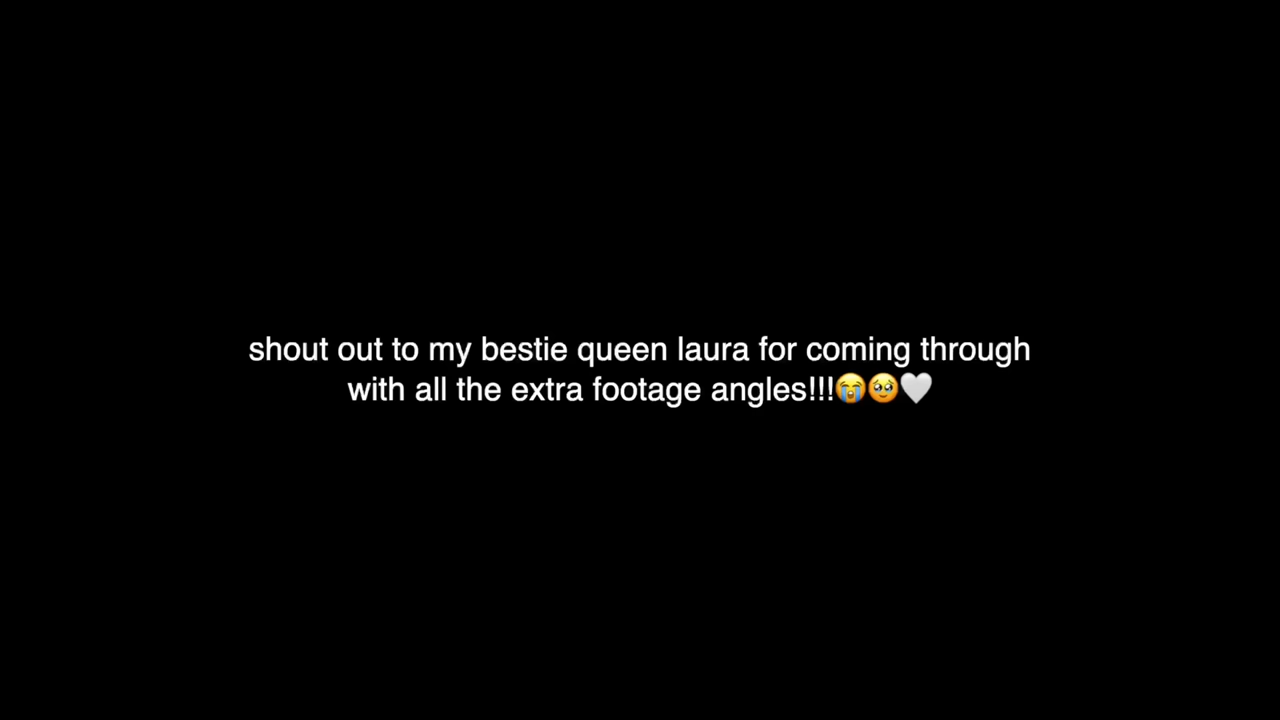 shout out to my bestie queen laura for coming through
with all the extra footage angles!!!😭🥹🤍